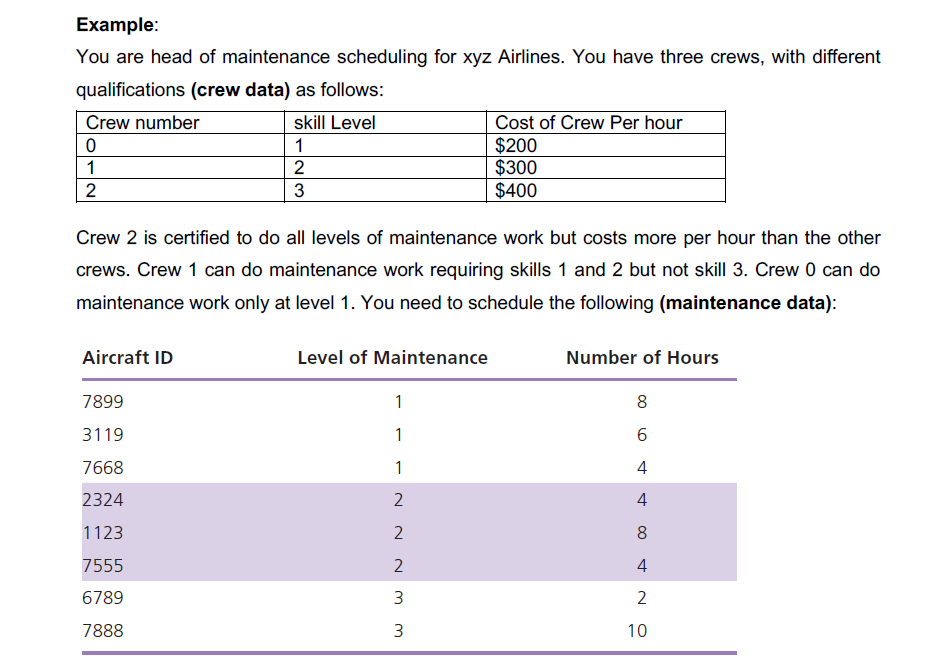 Example:
You are head of maintenance scheduling for xyz Airlines. You have three crews, with different
qualifications (crew data) as follows:
Crew number skill Level Cost of Crew Per hour
0 1 $200
1 2 $300
2 3 $400
Crew 2 is certified to do all levels of maintenance work but costs more per hour than the other
crews. Crew 1 can do maintenance work requiring skills 1 and 2 but not skill 3. Crew 0 can do
maintenance work only at level 1. You need to schedule the following (maintenance data):
Aircraft ID Level of Maintenance Number of Hours
7899 1 8
3119 1 6
7668 1 4
2324 2 4
1123 2 8
7555 2 4
6789 3 2
7888 3 10